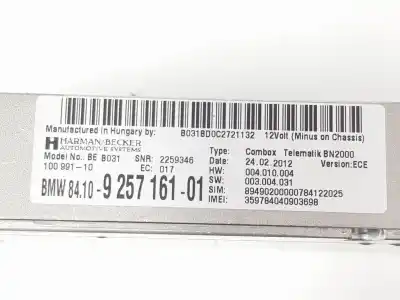 Manufactured in Hungary by: B031BD0C2721132 12Volt (Minus on Chassis)
HARMAN/BECKER
AUTOMOTIVE SYSTEMS
Type: Combox Telematik BN2000
Model No.: BE B031 SNR: 2259346 Date: 24.02.2012 Version:ECE
100 991-10 EC: 017 HW: 004.010.004
SW: 003.004.031
BMW 84.10-9 257 161-01
SIM: 89490200000784122025
IMEI: 359784040903698